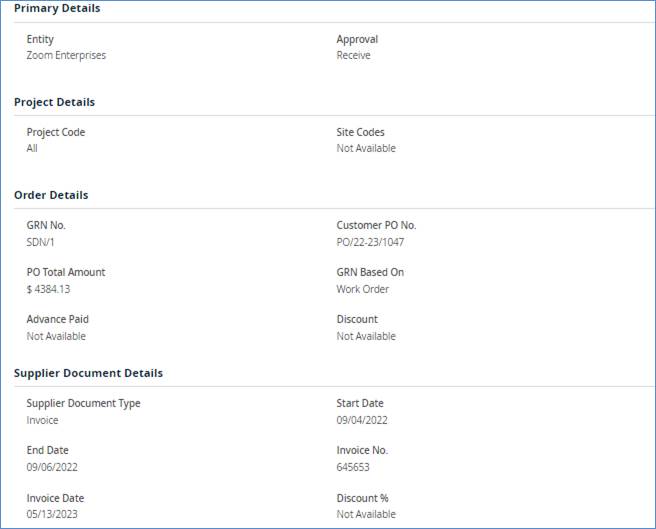 Primary Details
Entity Approval
Zoom Enterprises Receive
Project Details
Project Code Site Codes
All Not Available
Order Details
GRN No. Customer PO No.
SDN/1 PO/22-23/1047
PO Total Amount GRN Based On
$ 4384.13 Work Order
Advance Paid Discount
Not Available Not Available
Supplier Document Details
Supplier Document Type Start Date
Invoice 09/04/2022
End Date Invoice No.
09/06/2022 645653
Invoice Date Discount %
05/13/2023 Not Available